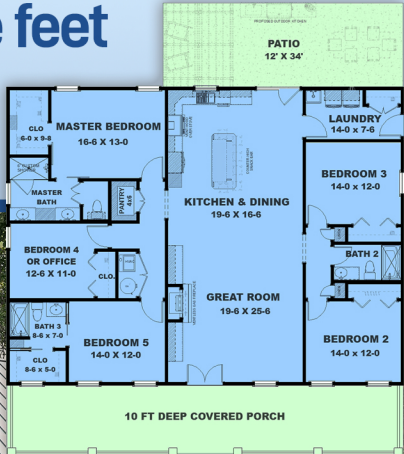 e feet
PROPOSED OUTDOOR KITCHEN
PATIO
12' X 34'
CLO
6-0 x 9-8
MASTER BEDROOM
16-6 X 13-0
LAUNDRY
14-0 x 7-6
MASTER
BATH
PANTRY
4x6
BEDROOM 3
14-0 x 12-0
KITCHEN & DINING
19-6 X 16-6
BEDROOM 4
OR OFFICE
12-6 X 11-0
CLO.
BATH 2
GREAT ROOM
19-6 X 25-6
BATH 3
8-6 x 7-0
BEDROOM 5
14-0 X 12-0
BEDROOM 2
14-0 x 12-0
CLO
8-6 x 5-0
10 FT DEEP COVERED PORCH